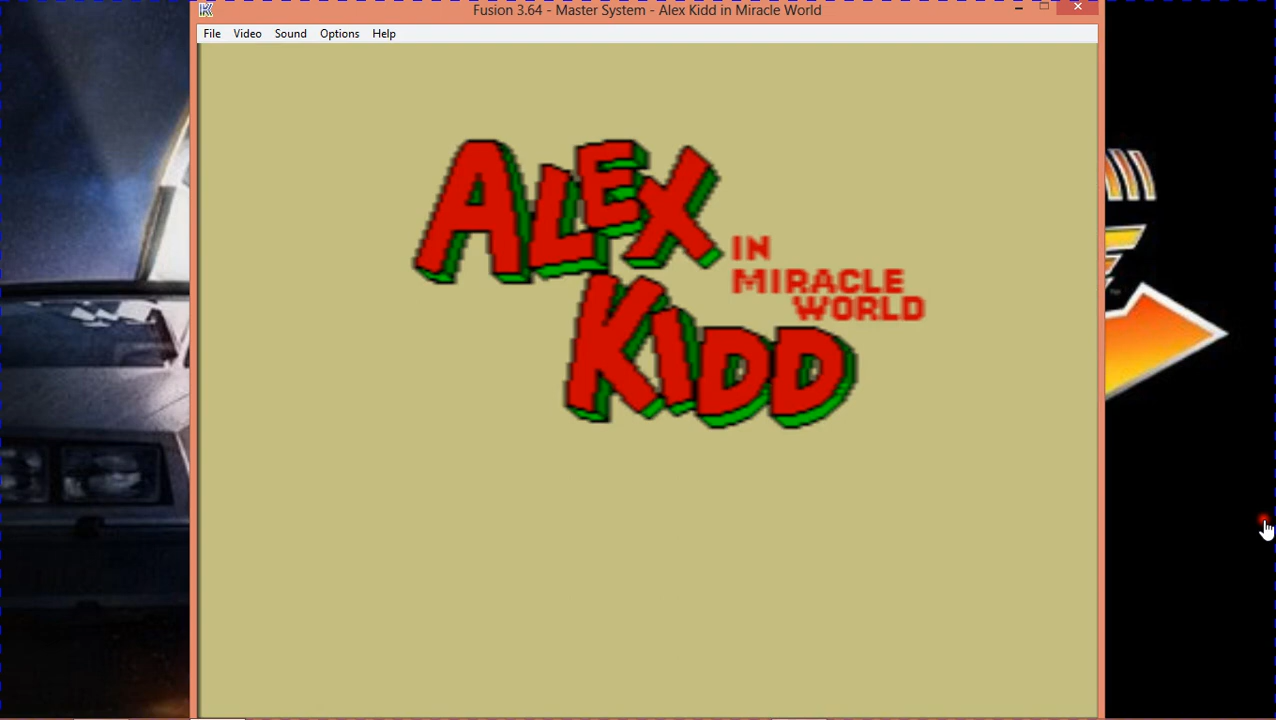 Fusion 3.64 - Master System - Alex Kidd in Miracle World
File Video Sound Options Help
ALEX
IN
MIRACLE
WORLD
KIDD